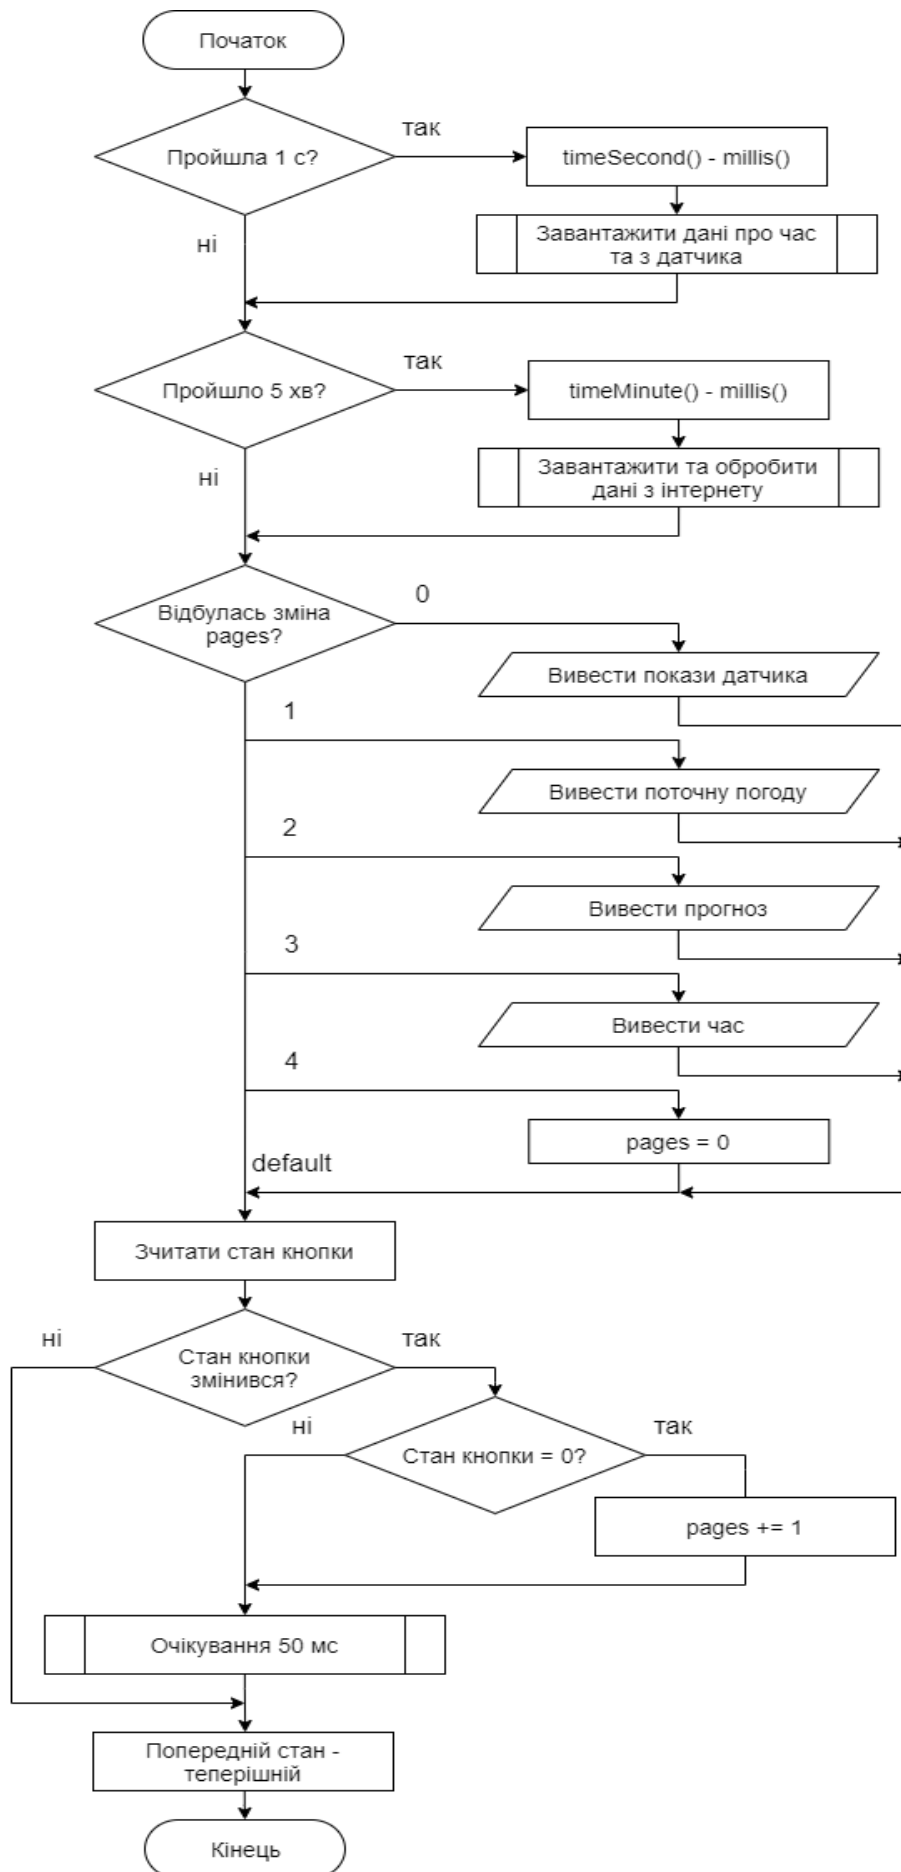 Початок
Пройшла 1 с?
так
timeSecond() - millis()
Завантажити дані про час
та з датчика
ні
Пройшло 5 хв?
так
timeMinute() - millis()
Завантажити та обробити
дані з інтернету
ні
Відбулась зміна
pages?
0
Вивести покази датчика
1
Вивести поточну погоду
2
Вивести прогноз
3
Вивести час
4
pages = 0
default
Зчитати стан кнопки
ні
Стан кнопки
змінився?
так
ні
Стан кнопки = 0?
так
pages += 1
Очікування 50 мс
Попередній стан -
теперішній
Кінець